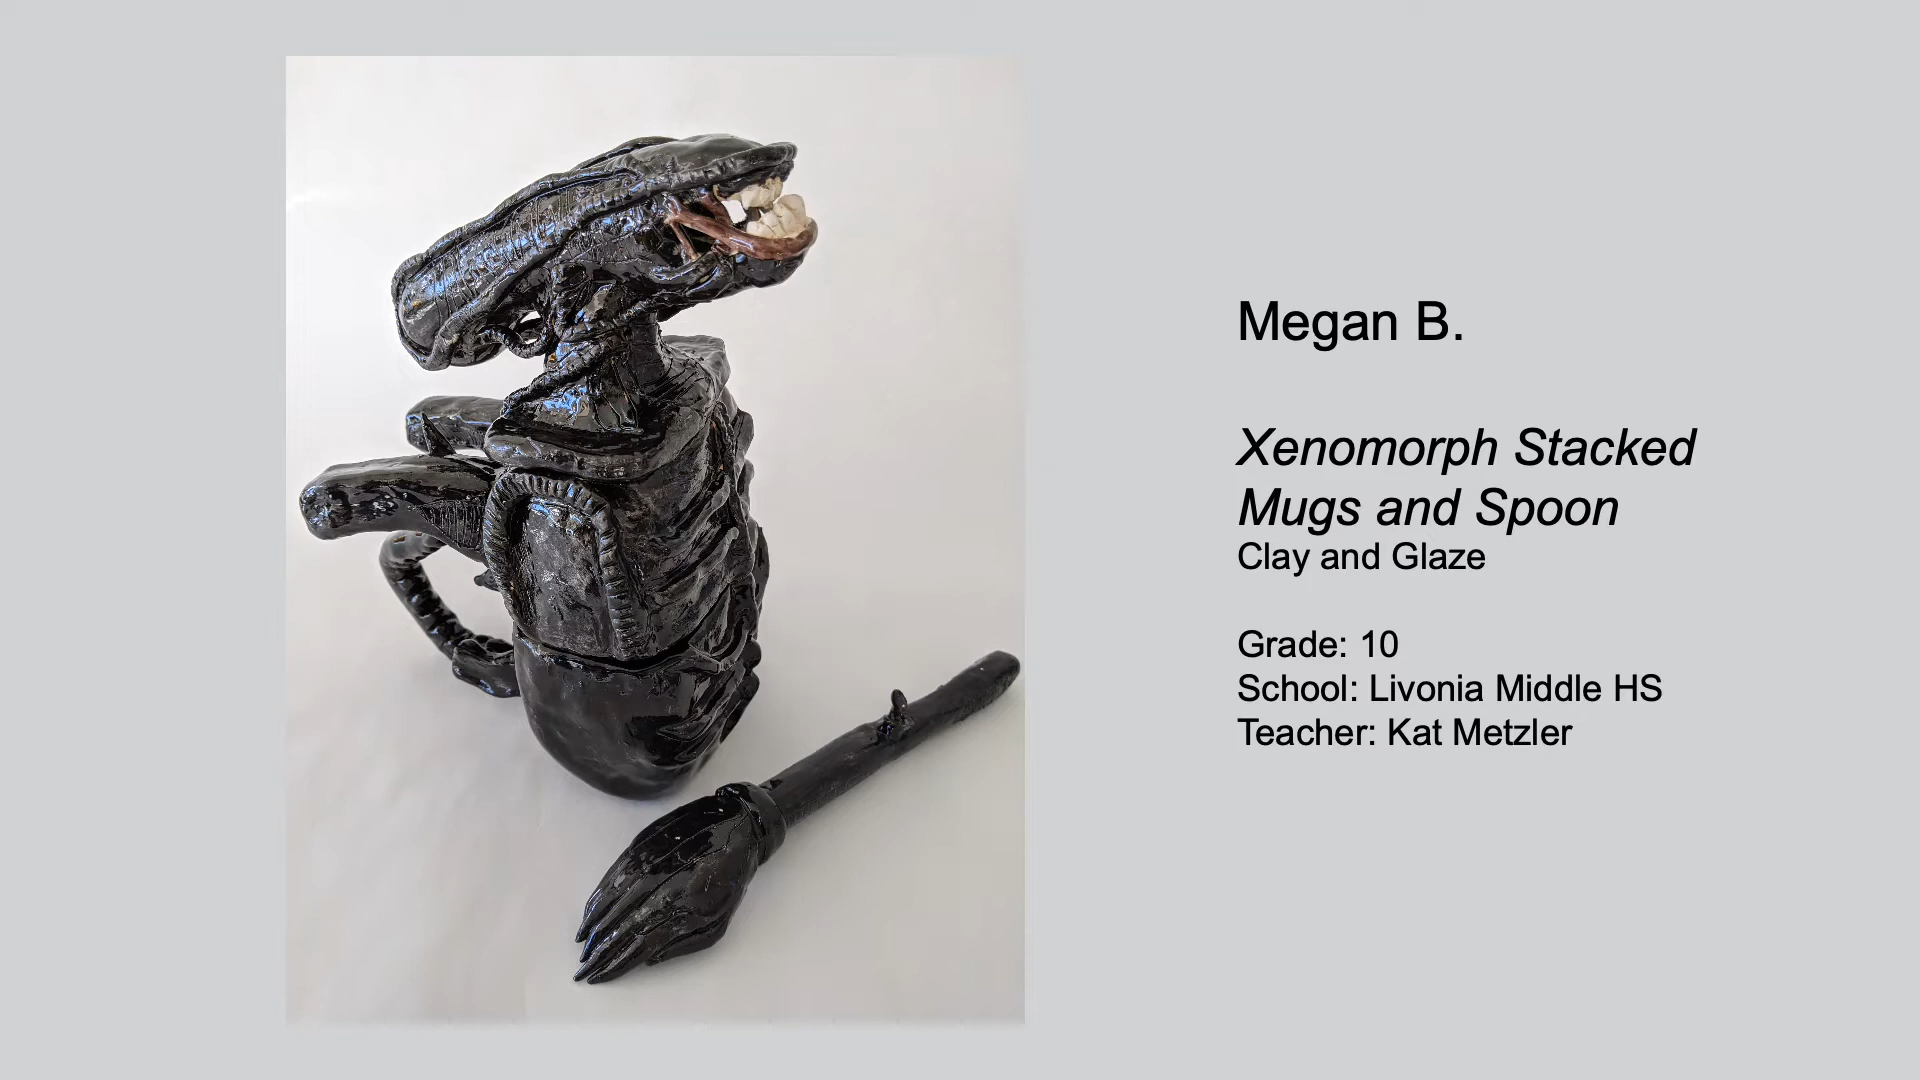 Megan B.
Xenomorph Stacked
Mugs and Spoon
Clay and Glaze
Grade: 10
School: Livonia Middle HS
Teacher: Kat Metzler